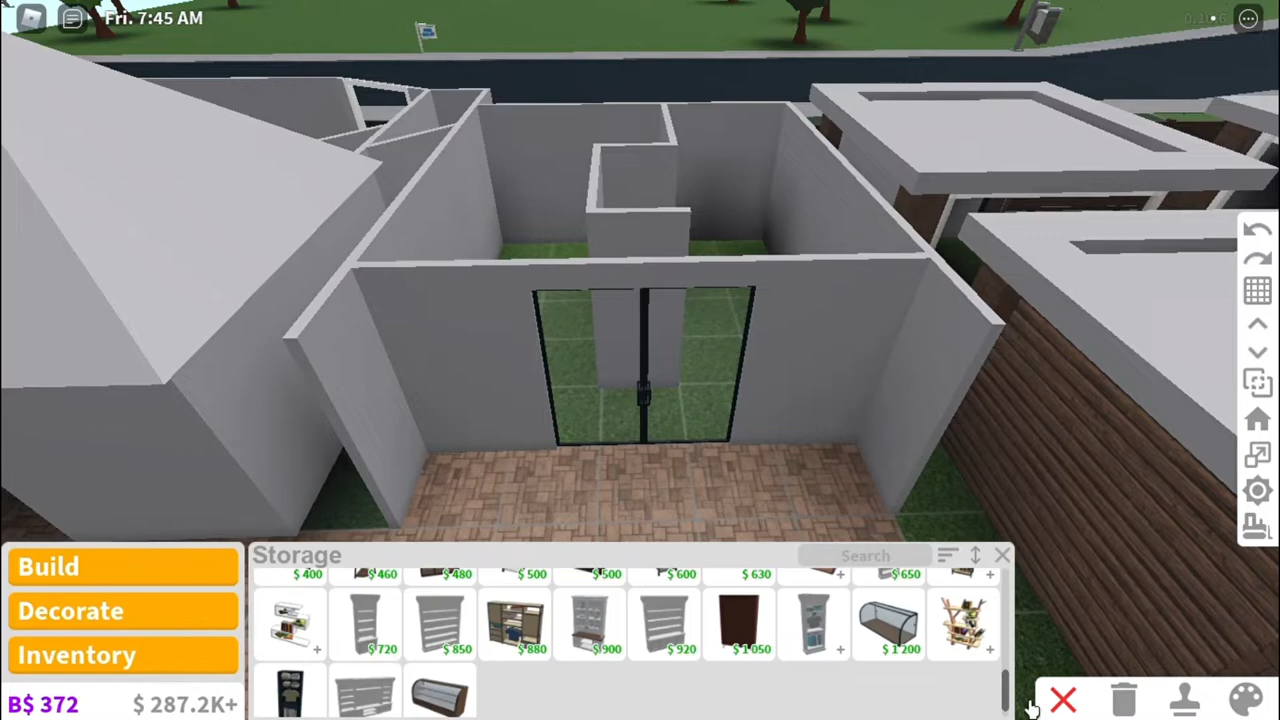 Fri. 7:45 AM
Build
Decorate
Inventory
B$ 372 $ 287.2K+
Storage Search
$ 400 $ 460 $ 480 $ 500 $ 500 $ 600 $ 630 + $ 650 +
+ $ 720 $ 850 $ 880 $ 900 $ 920 $ 1 050 + $ 1 200 +